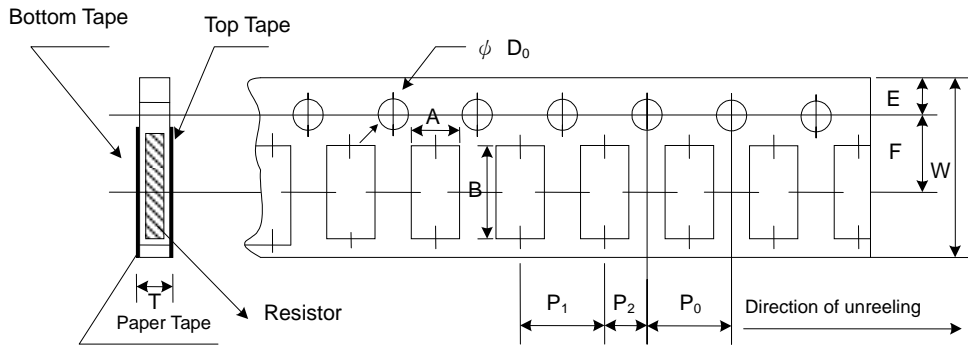 Bottom Tape
Top Tape
ϕ D₀
A
E
F
B
W
T
Paper Tape
Resistor
P₁
P₂
P₀
Direction of unreeling